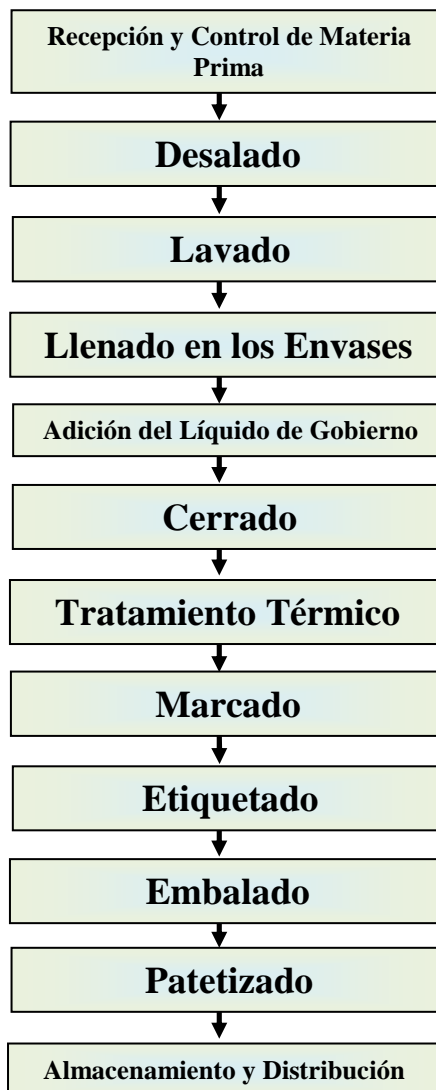 Recepción y Control de Materia
Prima
Desalado
Lavado
Llenado en los Envases
Adición del Líquido de Gobierno
Cerrado
Tratamiento Térmico
Marcado
Etiquetado
Embalado
Patetizado
Almacenamiento y Distribución